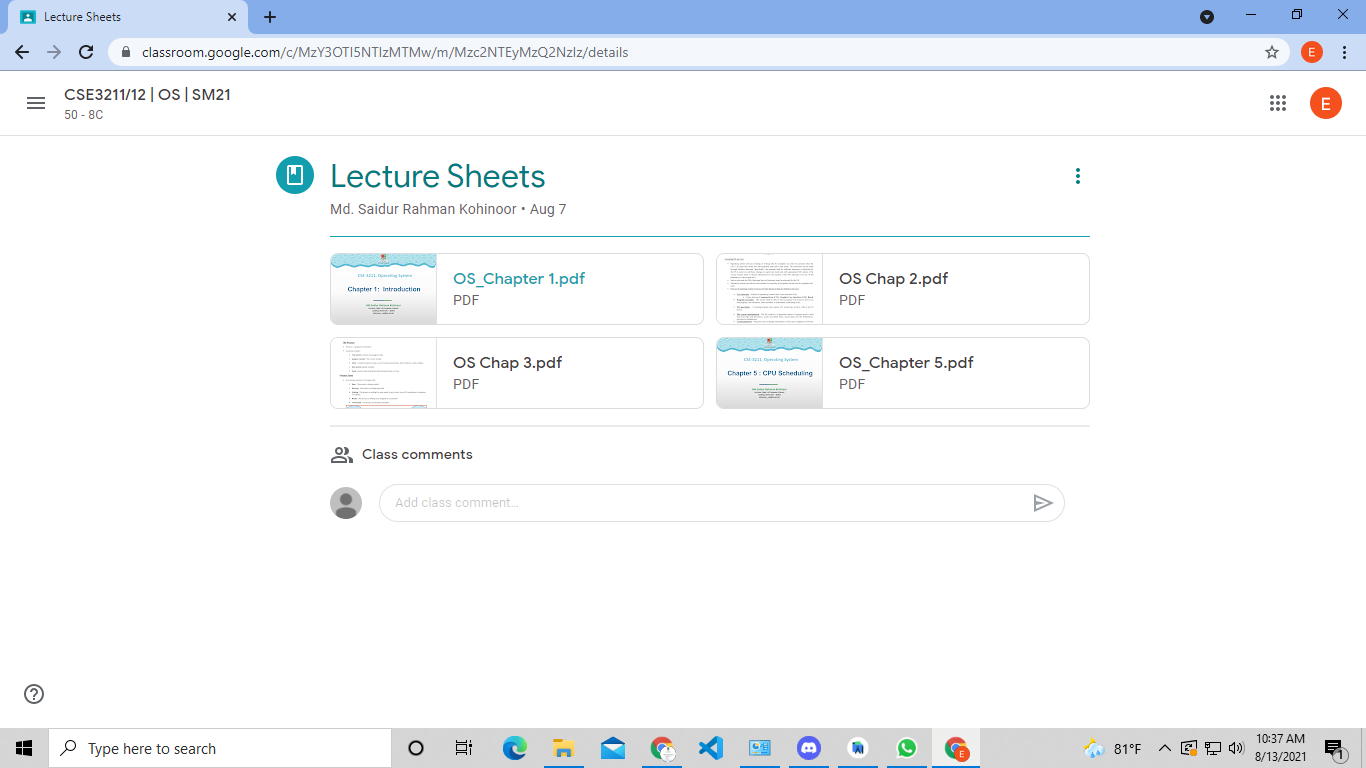 Lecture Sheets
classroom.google.com/c/MzY3OTI5NTIzMTMw/m/Mzc2NTEyMzQ2NzIz/details
E
CSE3211/12 | OS | SM21
50 - 8C
E
Lecture Sheets
Md. Saidur Rahman Kohinoor • Aug 7
CSE-3211, Operating System
Chapter 1: Introduction
OS_Chapter 1.pdf
PDF
OS Chap 2.pdf
PDF
OS Chap 3.pdf
PDF
CSE-3211, Operating System
Chapter 5 : CPU Scheduling
OS_Chapter 5.pdf
PDF
Class comments
Add class comment...
Type here to search
E
81°F
10:37 AM
8/13/2021
1